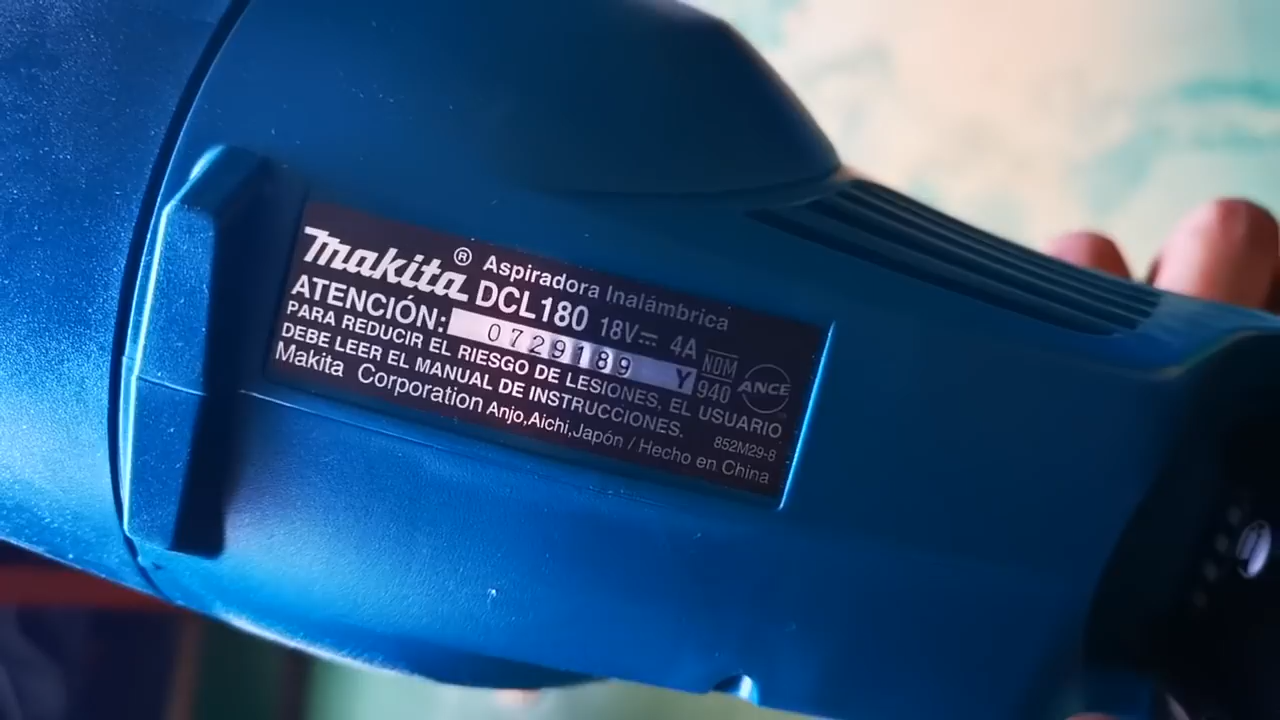 Makita® Aspiradora Inalámbrica
DCL180 18V⎓ 4A
ATENCIÓN: 0729189 Y NOM 940 ANCE
PARA REDUCIR EL RIESGO DE LESIONES, EL USUARIO
DEBE LEER EL MANUAL DE INSTRUCCIONES. 852M29-8
Makita Corporation Anjo,Aichi,Japón / Hecho en China